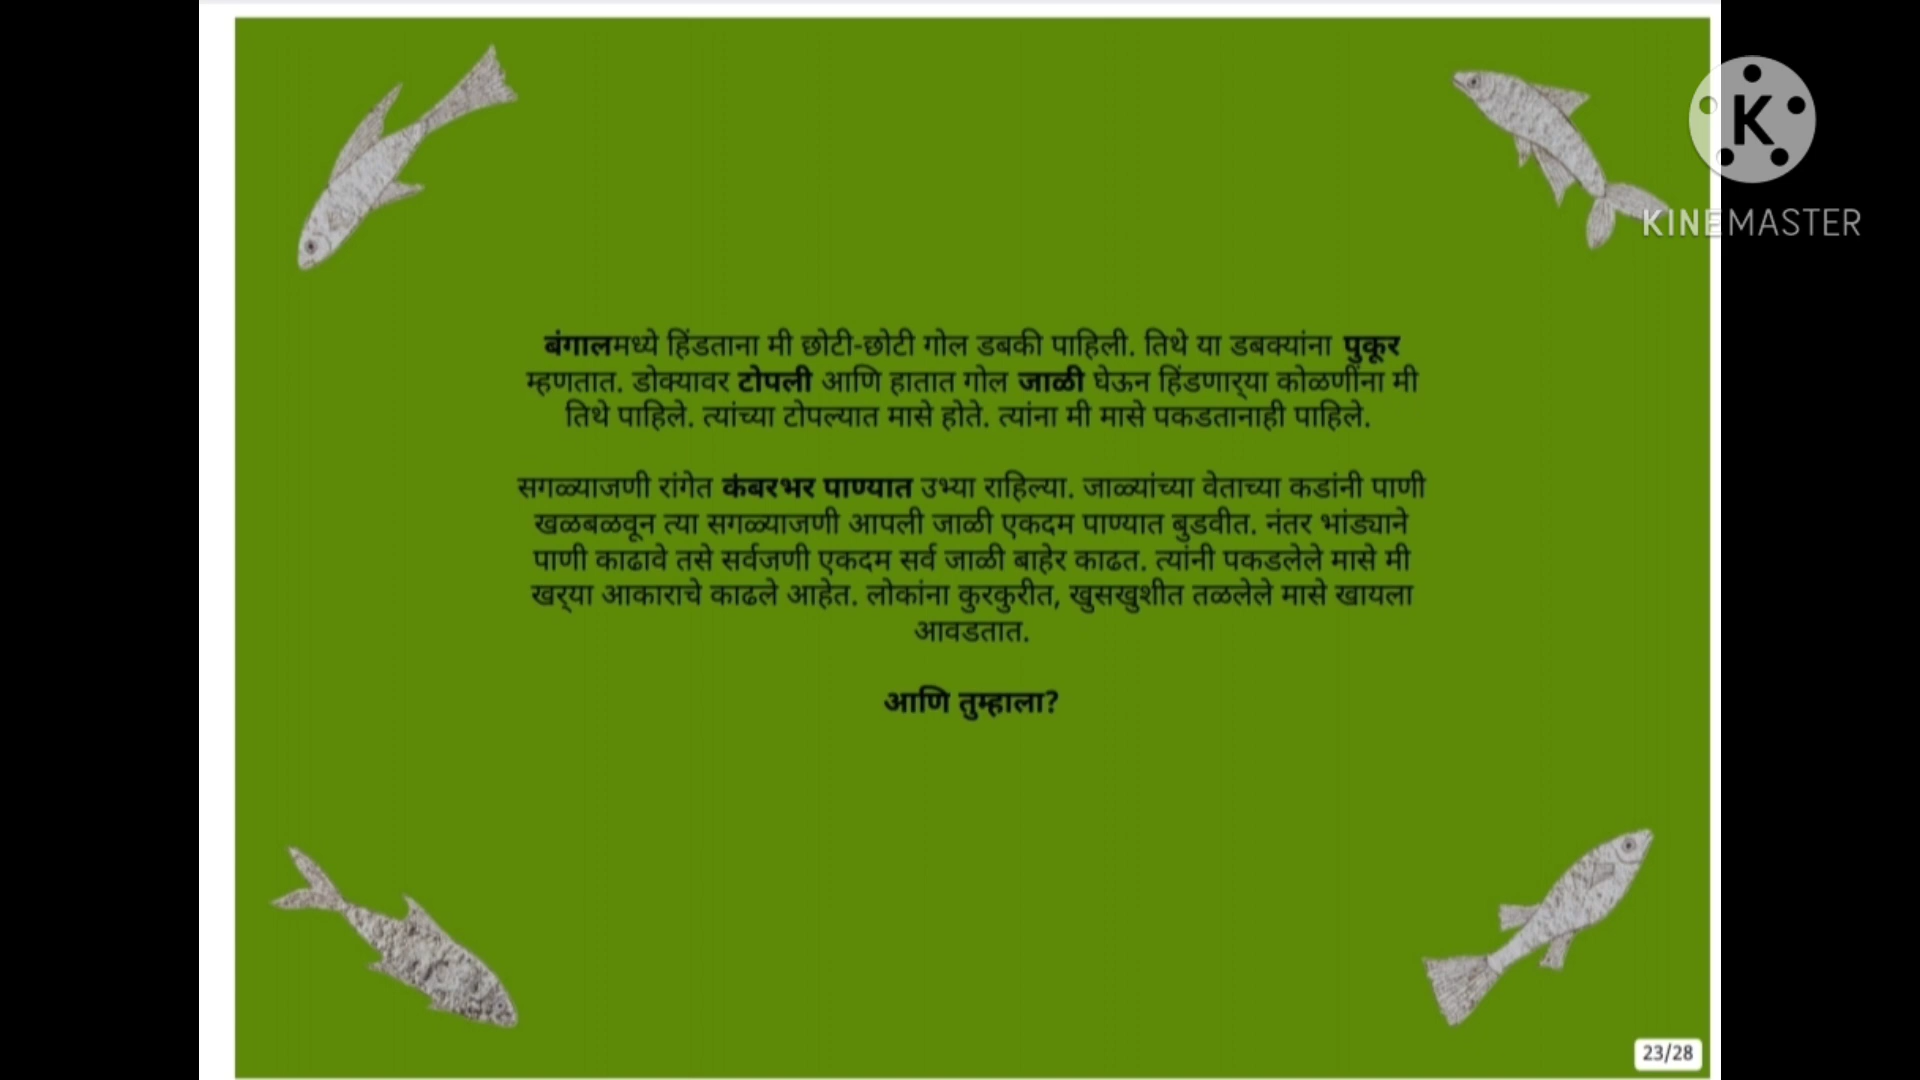 K
KINEMASTER
बंगालमध्ये हिंडताना मी छोटी-छोटी गोल डबकी पाहिली. तिथे या डबक्यांना पुकूर
म्हणतात. डोक्यावर टोपली आणि हातात गोल जाळी घेऊन हिंडणाऱ्या कोळणींना मी
तिथे पाहिले. त्यांच्या टोपल्यात मासे होते. त्यांना मी मासे पकडतानाही पाहिले.
सगळ्याजणी रांगेत कंबरभर पाण्यात उभ्या राहिल्या. जाळ्यांच्या वेताच्या कडांनी पाणी
खळबळवून त्या सगळ्याजणी आपली जाळी एकदम पाण्यात बुडवीत. नंतर भांड्याने
पाणी काढावे तसे सर्वजणी एकदम सर्व जाळी बाहेर काढत. त्यांनी पकडलेले मासे मी
खऱ्या आकाराचे काढले आहेत. लोकांना कुरकुरीत, खुसखुशीत तळलेले मासे खायला
आवडतात.
आणि तुम्हाला?
23/28